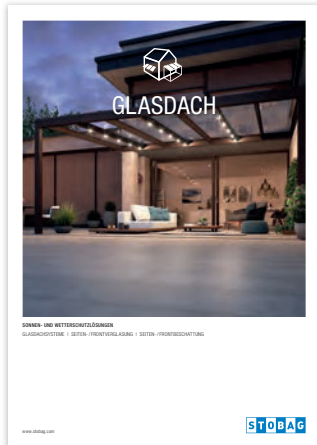 GLASDACH
SONNEN- UND WETTERSCHUTZLÖSUNGEN
GLASDACHSYSTEME I SEITEN-/FRONTVERGLASUNG I SEITEN-/FRONTBESCHATTUNG
www.stobag.com
STOBAG